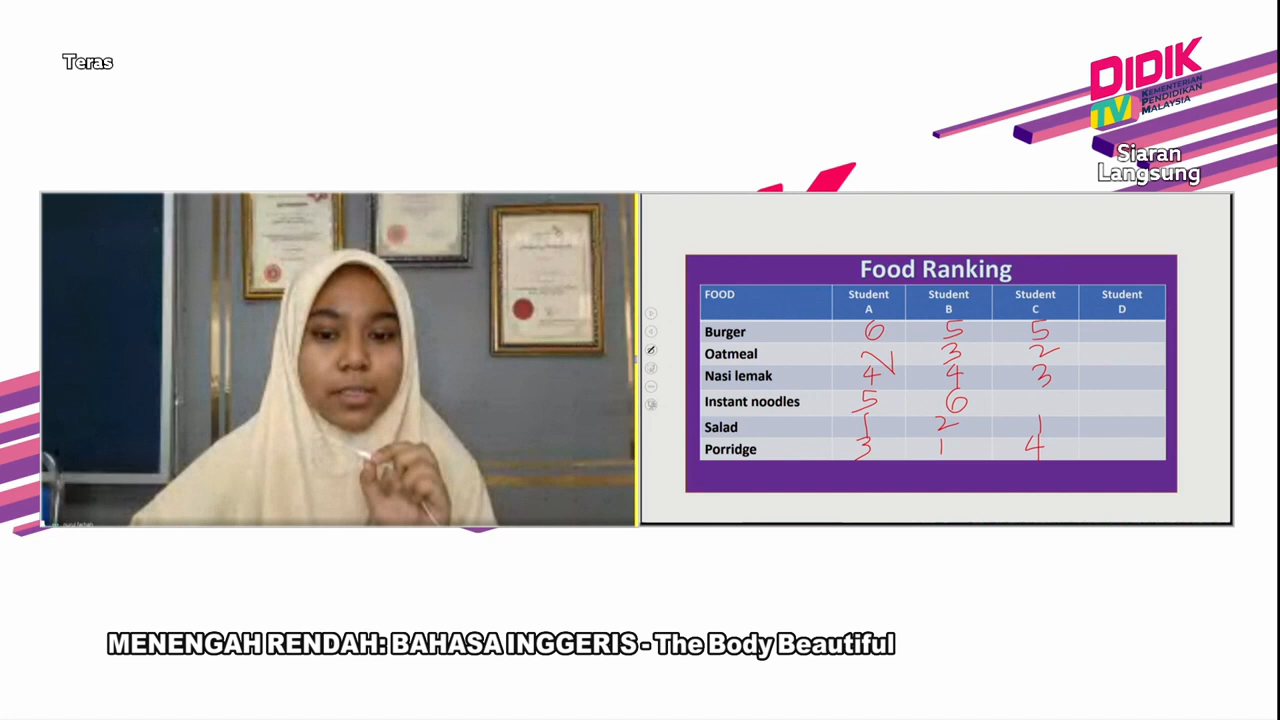 Teras
DIDIK
TV
KEMENTERIAN
PENDIDIKAN
MALAYSIA
Siaran
Langsung
Food Ranking
FOOD Student A Student B Student C Student D
Burger 6 5 5
Oatmeal 2 3 2
Nasi lemak 4 4 3
Instant noodles 5 6
Salad 1 2 1
Porridge 3 1 4
MENENGAH RENDAH: BAHASA INGGERIS - The Body Beautiful